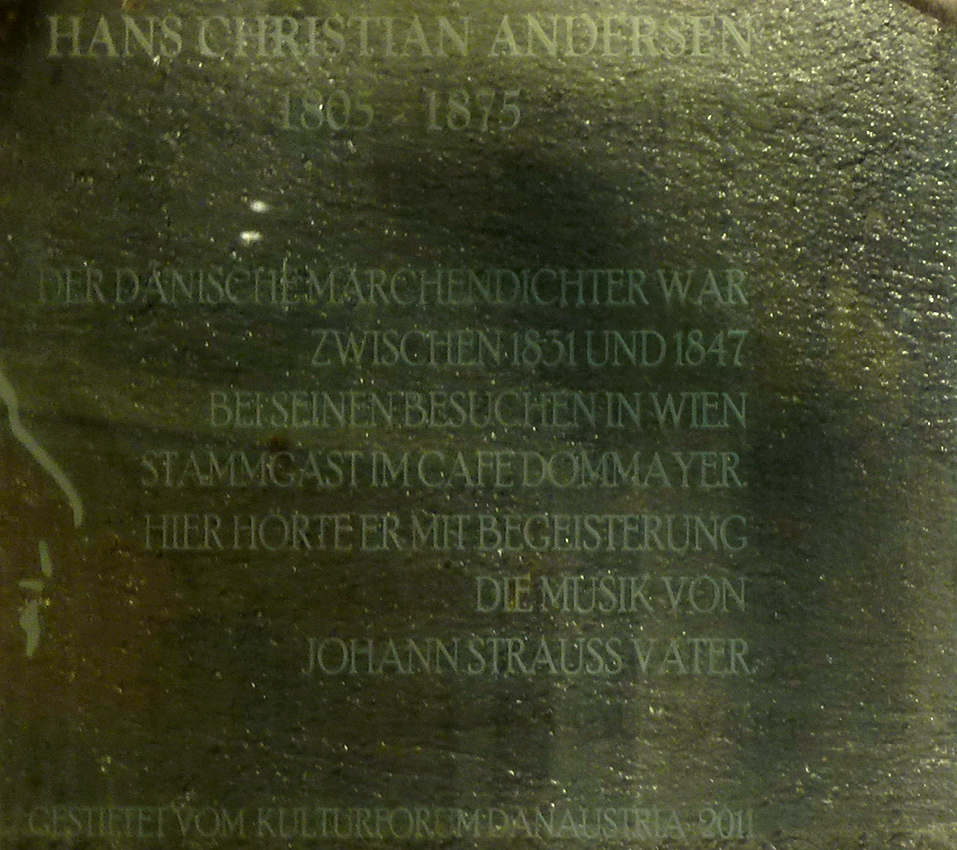 HANS CHRISTIAN ANDERSEN
1805 - 1875
DER DÄNISCHE MÄRCHENDICHTER WAR
ZWISCHEN 1831 UND 1847
BEI SEINEN BESUCHEN IN WIEN
STAMMGAST IM CAFE DOMMAYER.
HIER HÖRTE ER MIT BEGEISTERUNG
DIE MUSIK VON
JOHANN STRAUSS VATER.
GESTIFTET VOM KULTURFORUM DANAUSTRIA 2011